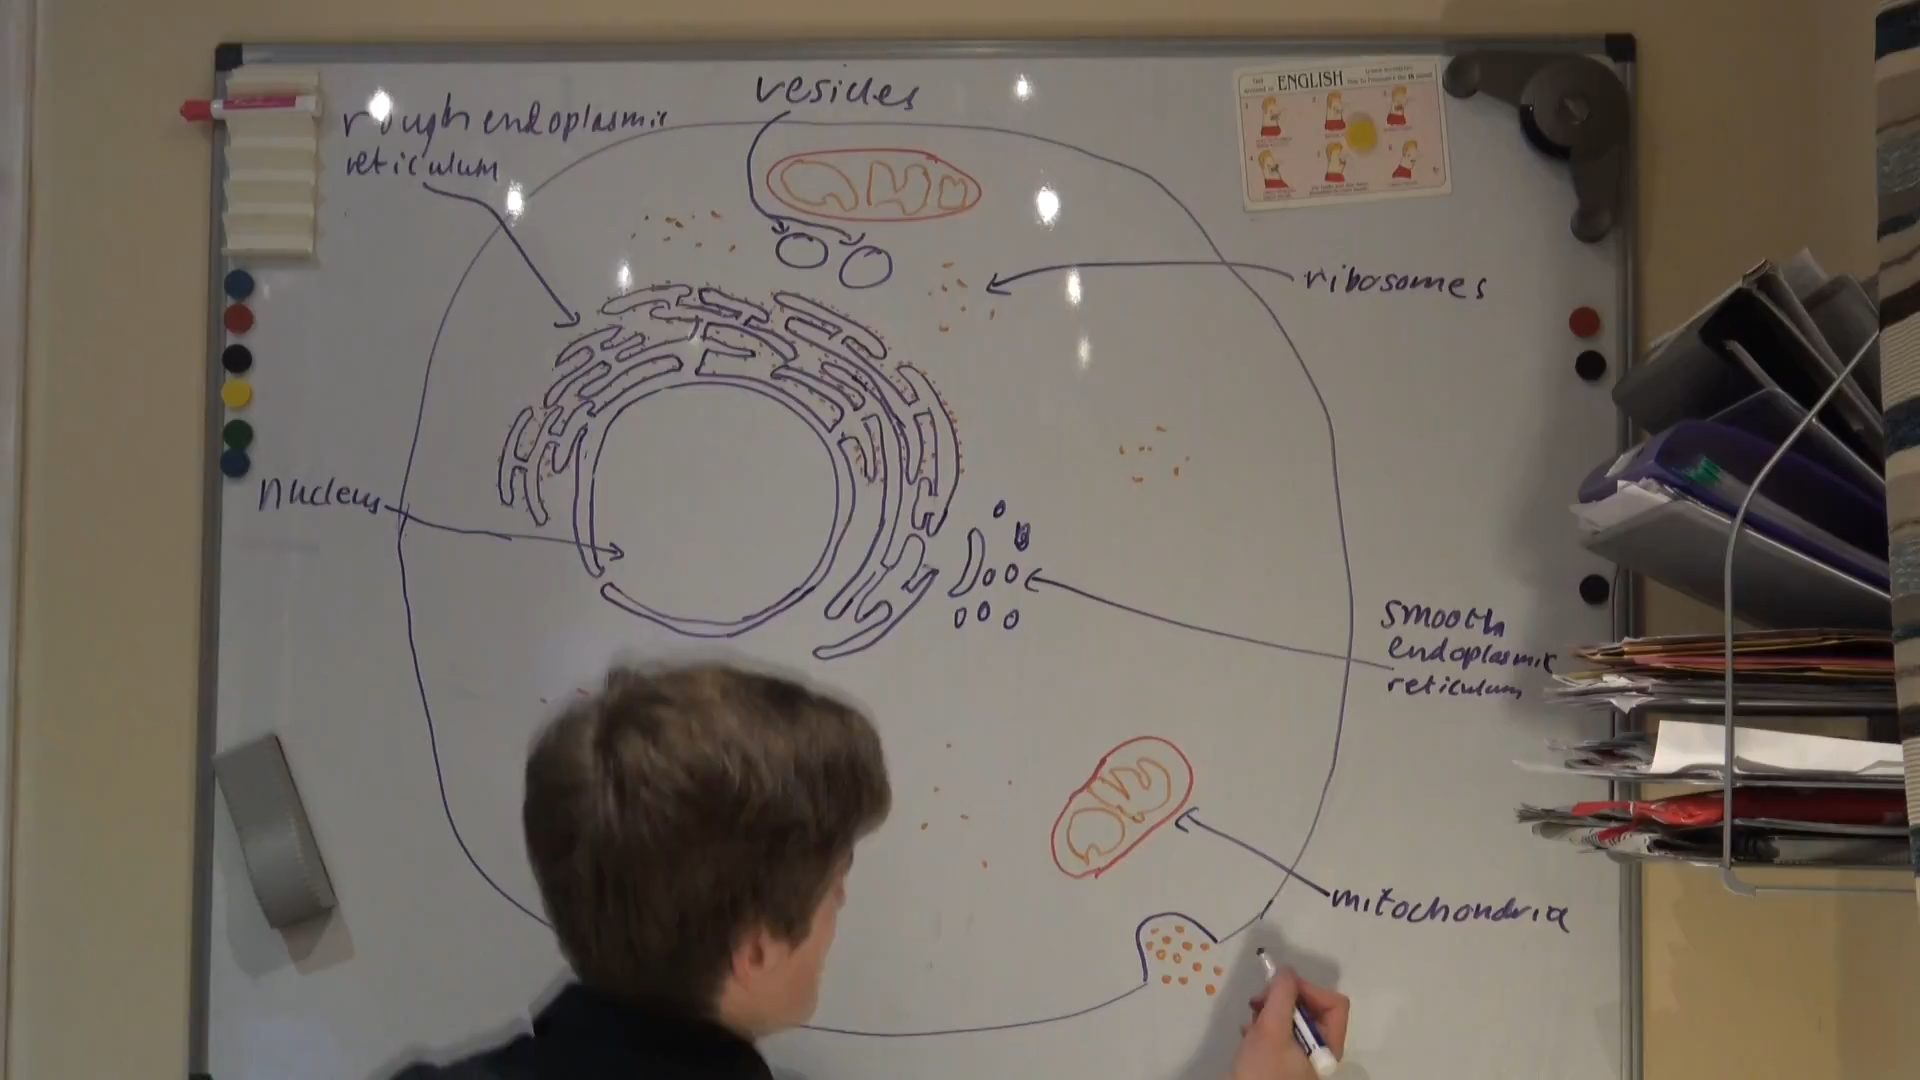 vesicles
rough endoplasmic
reticulum
ENGLISH
ribosomes
nucleus
smooth
endoplasmic
reticulum
mitochondria